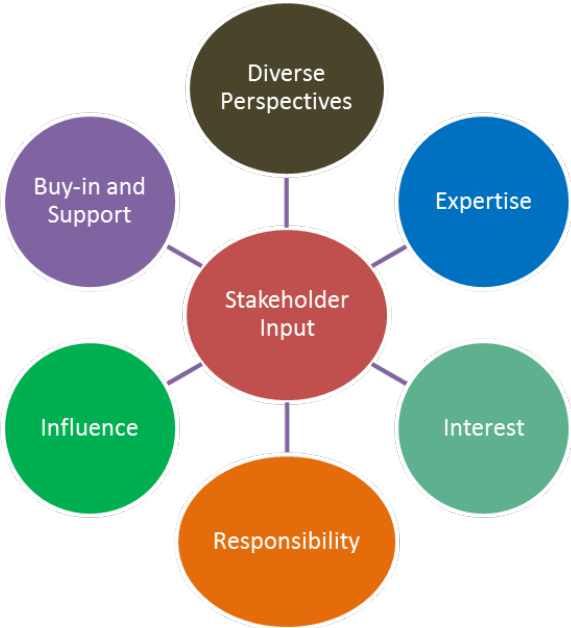 Diverse
Perspectives
Buy-in and
Support
Expertise
Stakeholder
Input
Influence
Interest
Responsibility